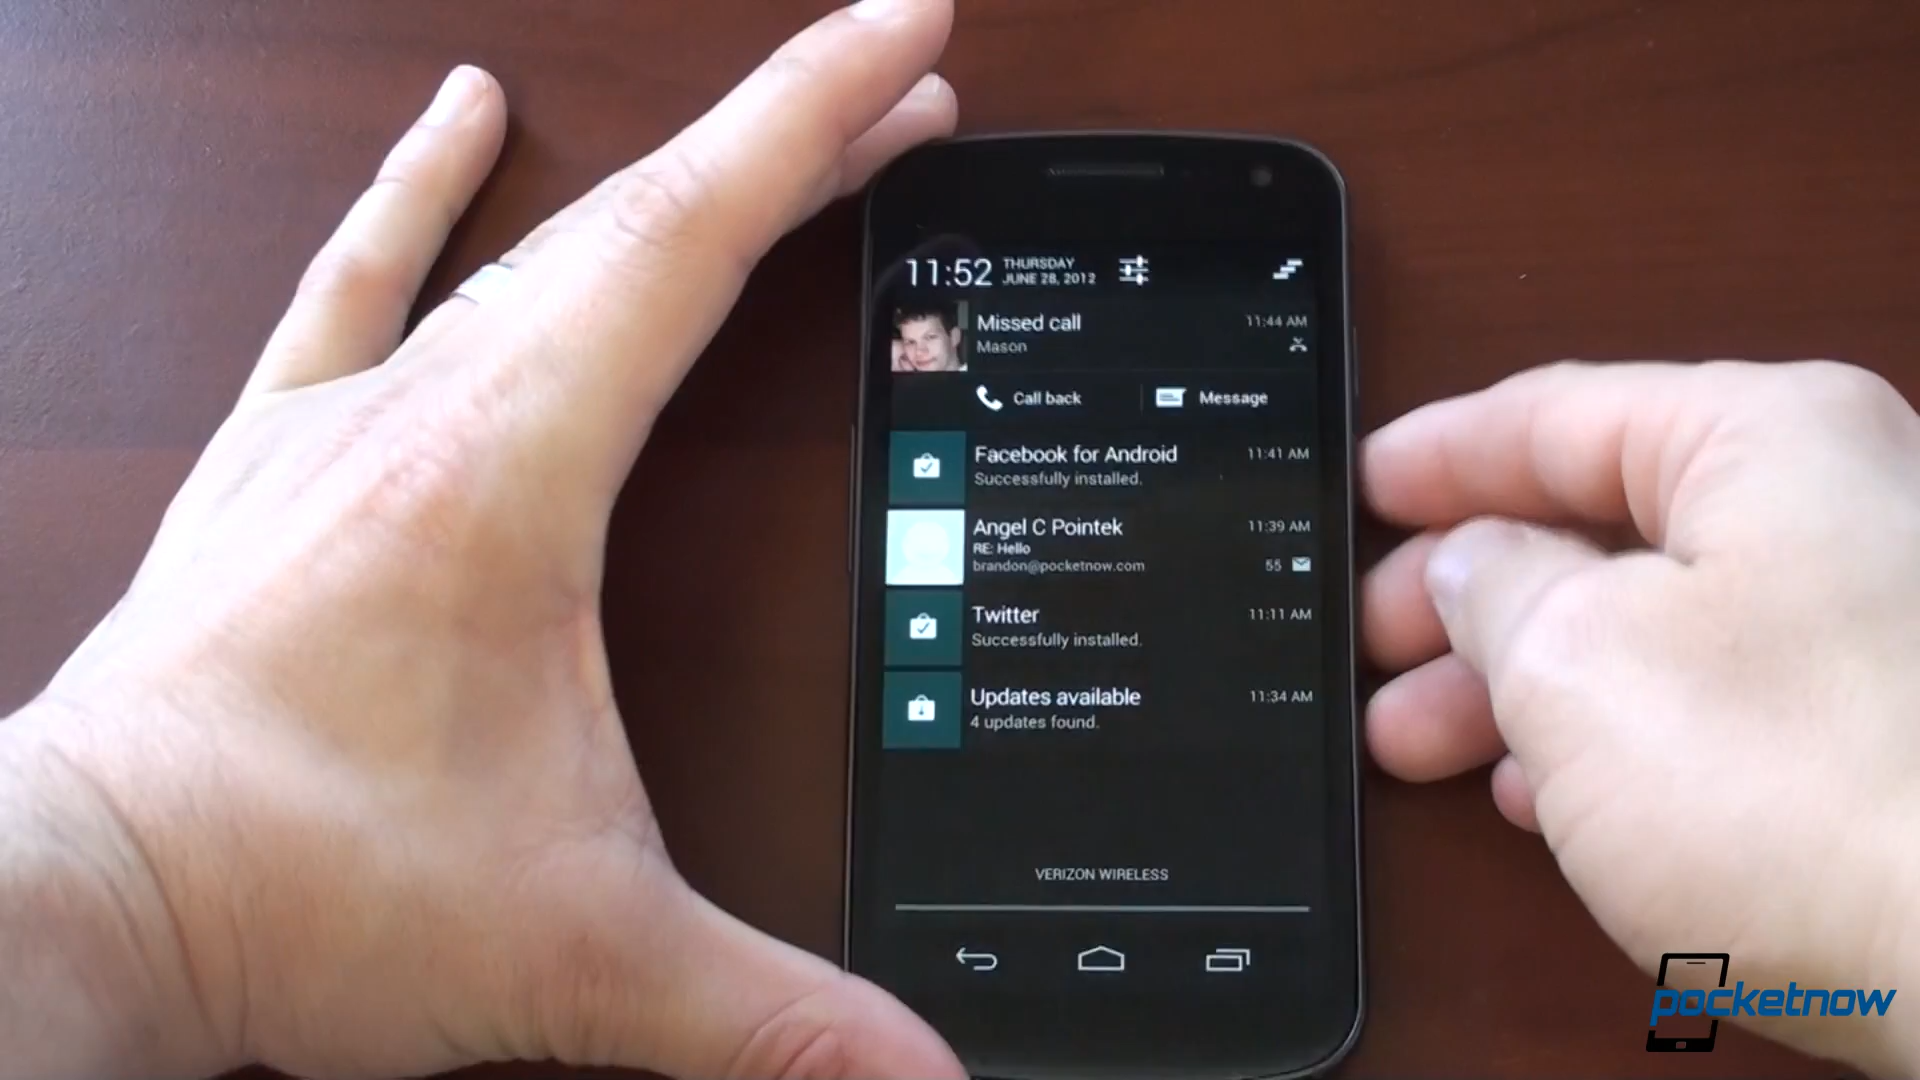 11:52
THURSDAY
JUNE 28, 2012
Missed call
11:44 AM
Mason
Call back
Message
Facebook for Android
11:41 AM
Successfully installed.
Angel C Pointek
11:39 AM
RE: Hello
brandon@pocketnow.com
55
Twitter
11:11 AM
Successfully installed.
Updates available
11:34 AM
4 updates found.
VERIZON WIRELESS
pocketnow